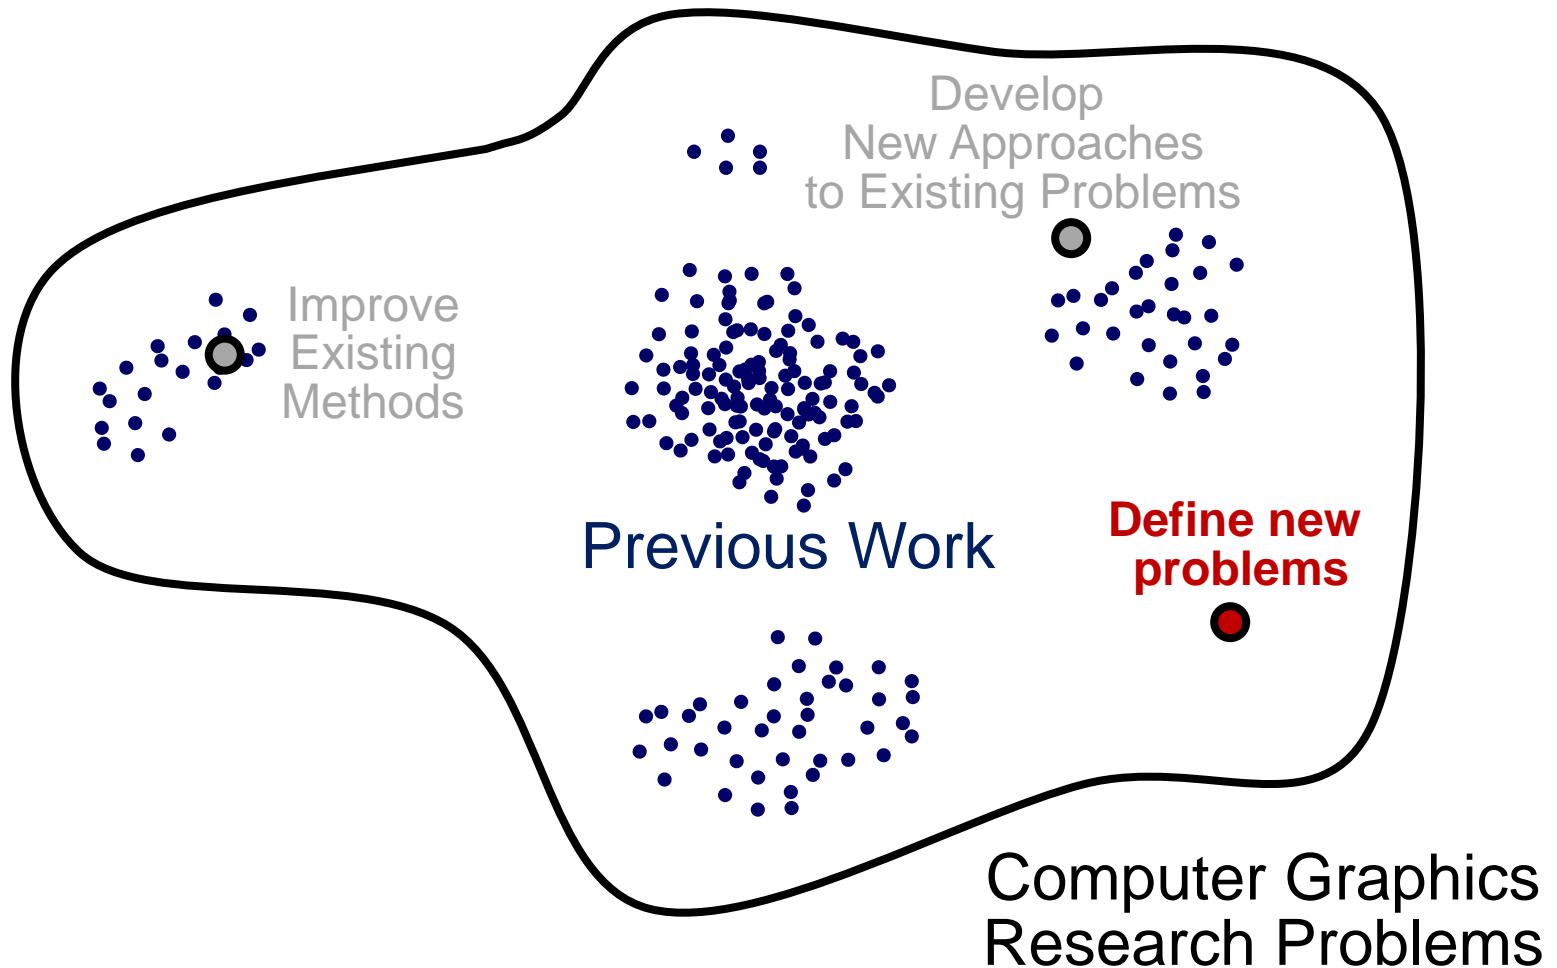 Develop
New Approaches
to Existing Problems
Improve
Existing
Methods
Previous Work
Define new
problems
Computer Graphics
Research Problems